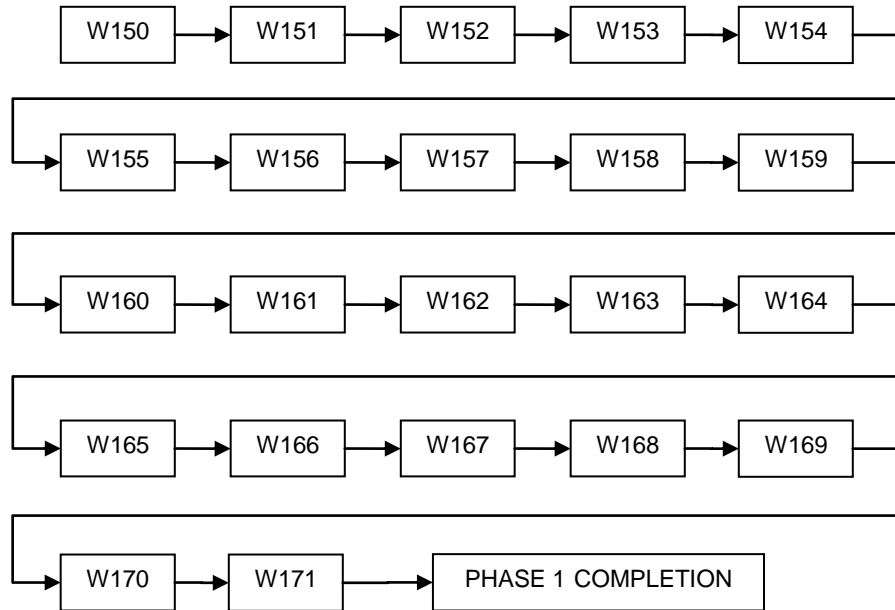 W150 W151 W152 W153 W154
W155 W156 W157 W158 W159
W160 W161 W162 W163 W164
W165 W166 W167 W168 W169
W170 W171 PHASE 1 COMPLETION